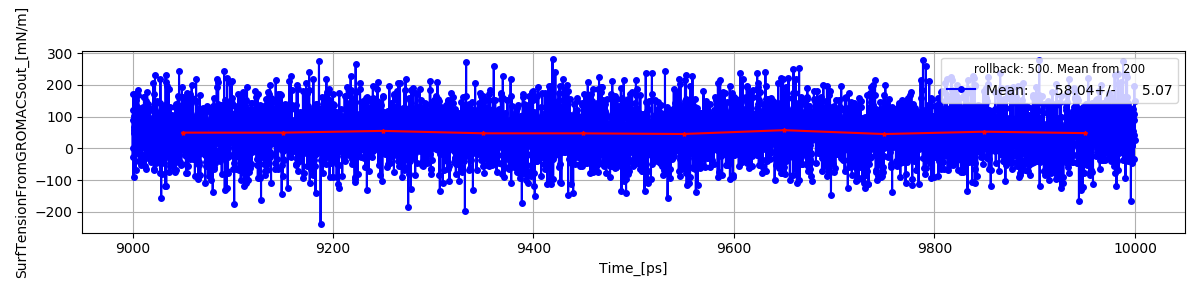 SurfTensionFromGROMACSout_[mN/m]
300
200
100
0
−100
−200
rollback: 500. Mean from 200
Mean: 58.04+/- 5.07
9000 9200 9400 9600 9800 10000
Time_[ps]